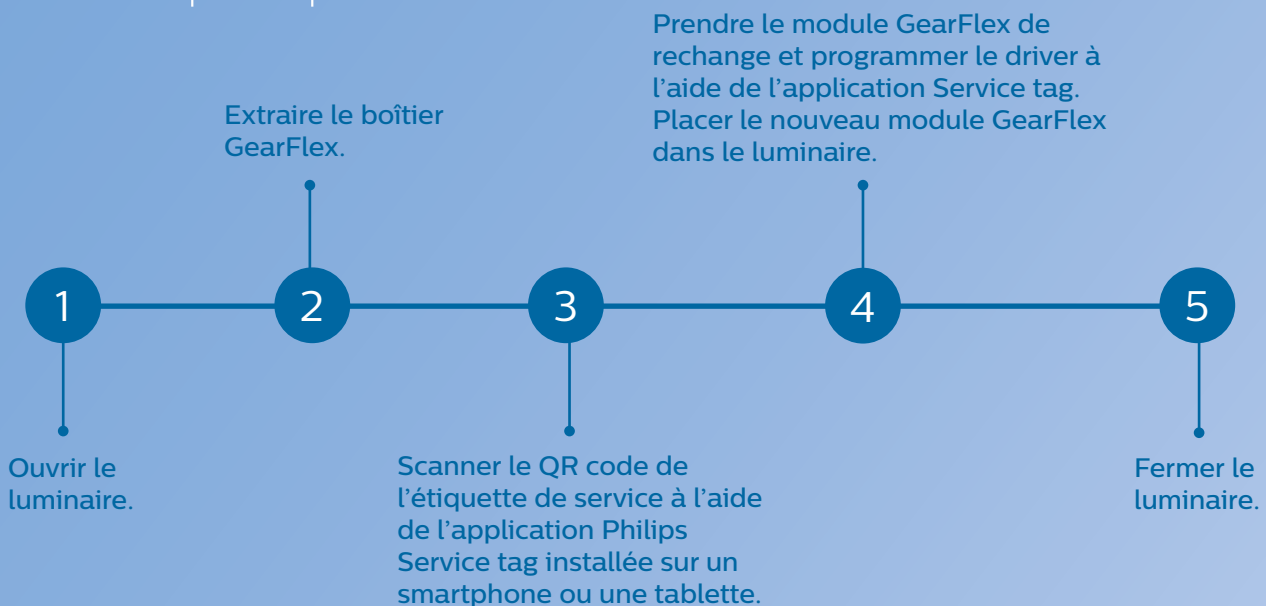 1
Ouvrir le
luminaire.
2
Extraire le boîtier
GearFlex.
3
Scanner le QR code de
l’étiquette de service à l’aide
de l’application Philips
Service tag installée sur un
smartphone ou une tablette.
4
Prendre le module GearFlex de
rechange et programmer le driver à
l’aide de l’application Service tag.
Placer le nouveau module GearFlex
dans le luminaire.
5
Fermer le
luminaire.